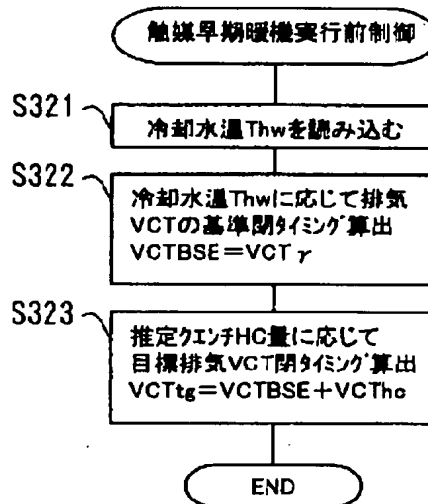 触媒早期暖機実行前制御
S321
冷却水温Thwを読み込む
S322
冷却水温Thwに応じて排気
VCTの基準閉タイミング算出
VCTBSE=VCTγ
S323
推定クエンチHC量に応じて
目標排気VCT閉タイミング算出
VCTtg=VCTBSE+VCThc
END